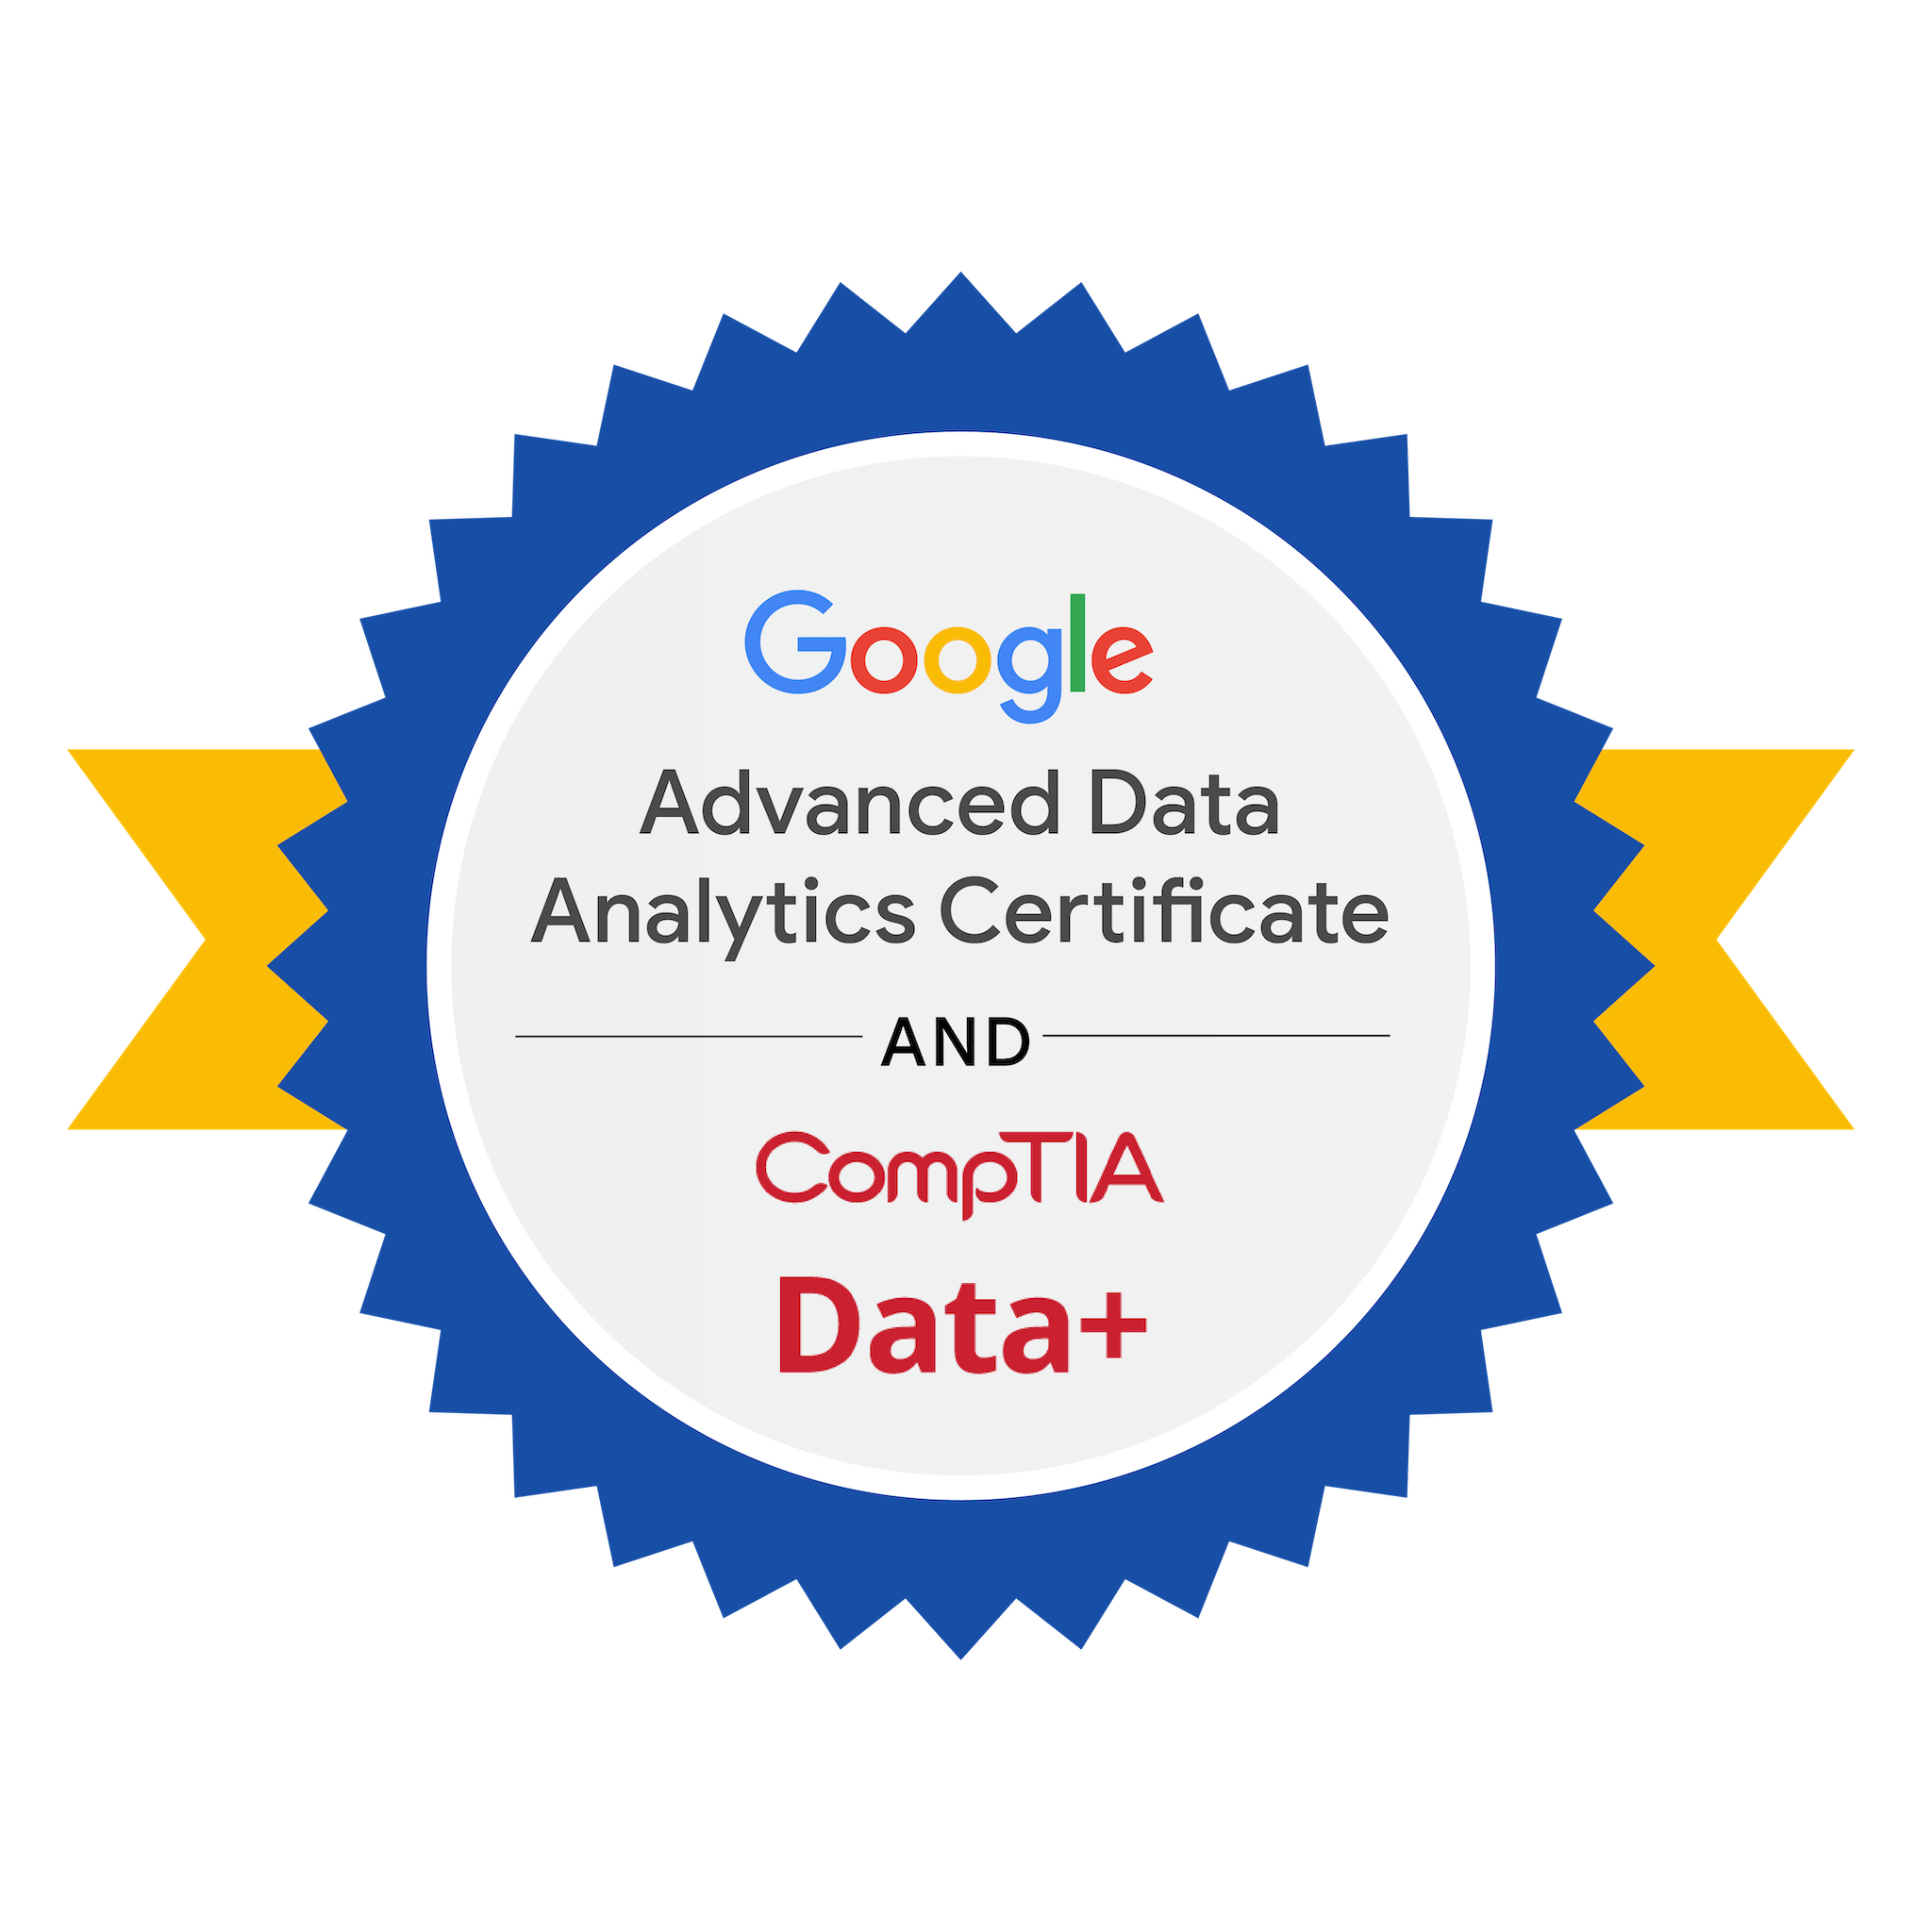 Google
Advanced Data
Analytics Certificate
AND
CompTIA
Data+